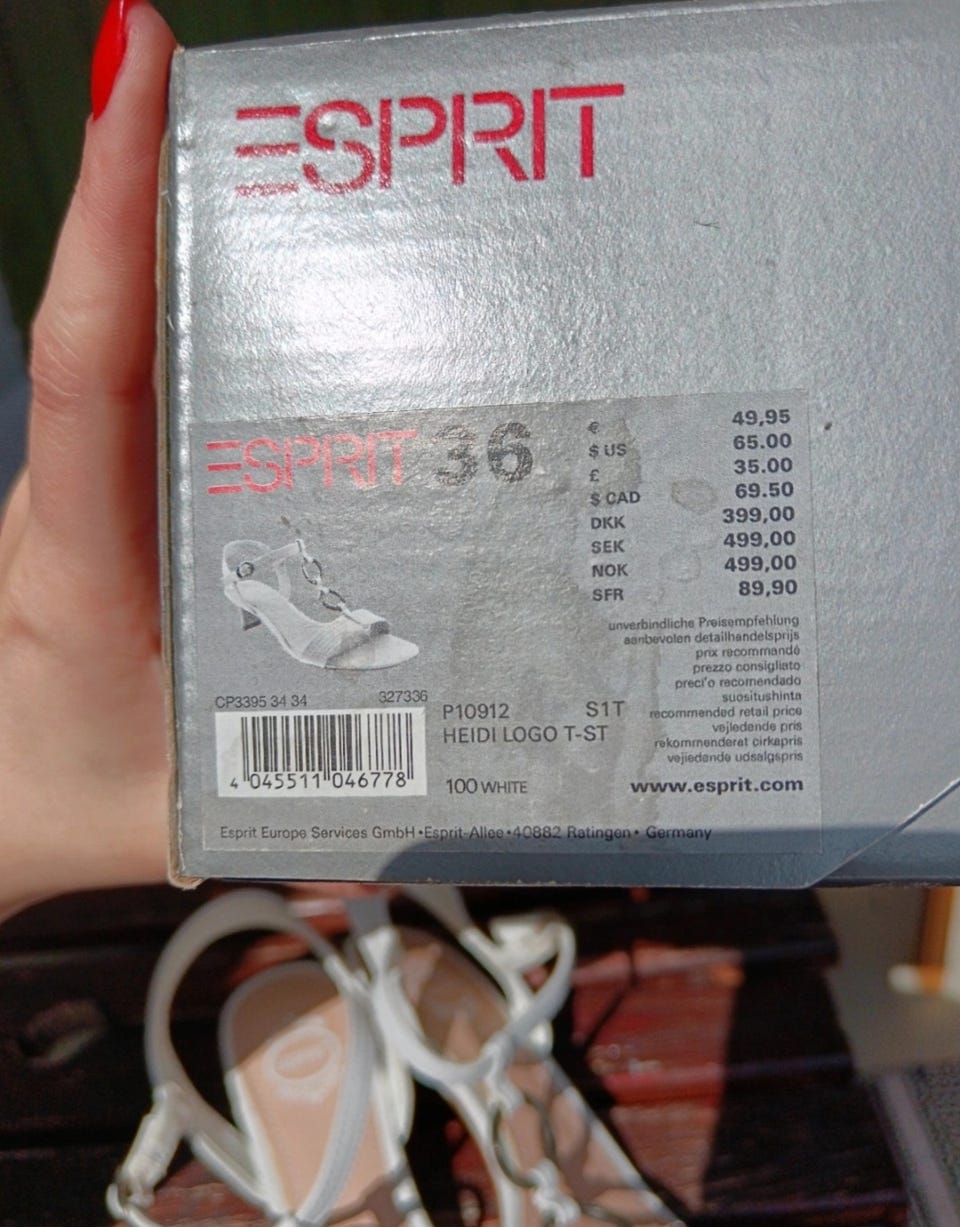 ESPRIT
ESPRIT 36
€ 49,95
$ US 65.00
£ 35.00
$ CAD 69.50
DKK 399,00
SEK 499,00
NOK 499,00
SFR 89,90
unverbindliche Preisempfehlung
aanbevolen detailhandelsprijs
prix recommandé
prezzo consigliato
preci'o recomendado
suositushinta
recommended retail price
vejledende pris
rekommenderat cirkapris
vejledende udsalgspris
CP3395 34 34 327336
4 045511 046778
P10912 S1T
HEIDI LOGO T-ST
100 WHITE
www.esprit.com
Esprit Europe Services GmbH•Esprit-Allee•40882 Ratingen• Germany